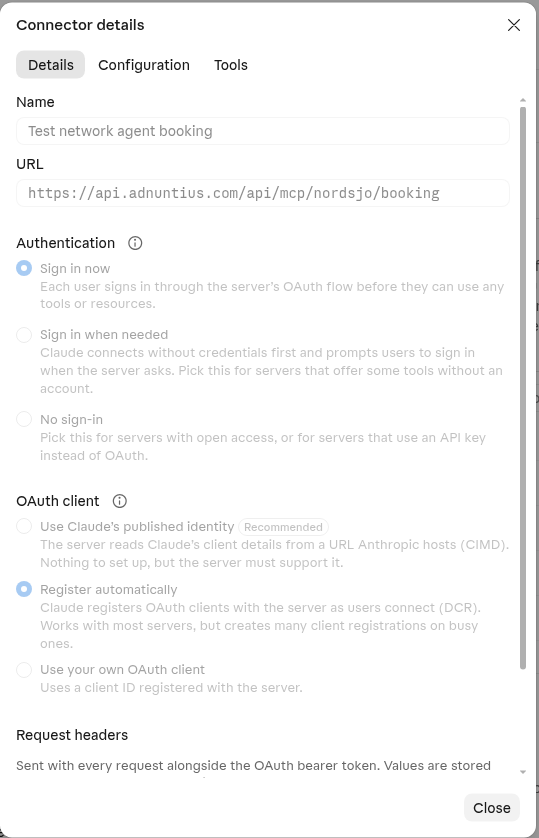 Connector details
Details Configuration Tools
Name
Test network agent booking
URL
https://api.adnuntius.com/api/mcp/nordsjo/booking
Authentication
Sign in now
Each user signs in through the server's OAuth flow before they can use any
tools or resources.
Sign in when needed
Claude connects without credentials first and prompts users to sign in
when the server asks. Pick this for servers that offer some tools without an
account.
No sign-in
Pick this for servers with open access, or for servers that use an API key
instead of OAuth.
OAuth client
Use Claude's published identity Recommended
The server reads Claude's client details from a URL Anthropic hosts (CIMD).
Nothing to set up, but the server must support it.
Register automatically
Claude registers OAuth clients with the server as users connect (DCR).
Works with most servers, but creates many client registrations on busy
ones.
Use your own OAuth client
Uses a client ID registered with the server.
Request headers
Sent with every request alongside the OAuth bearer token. Values are stored
Close